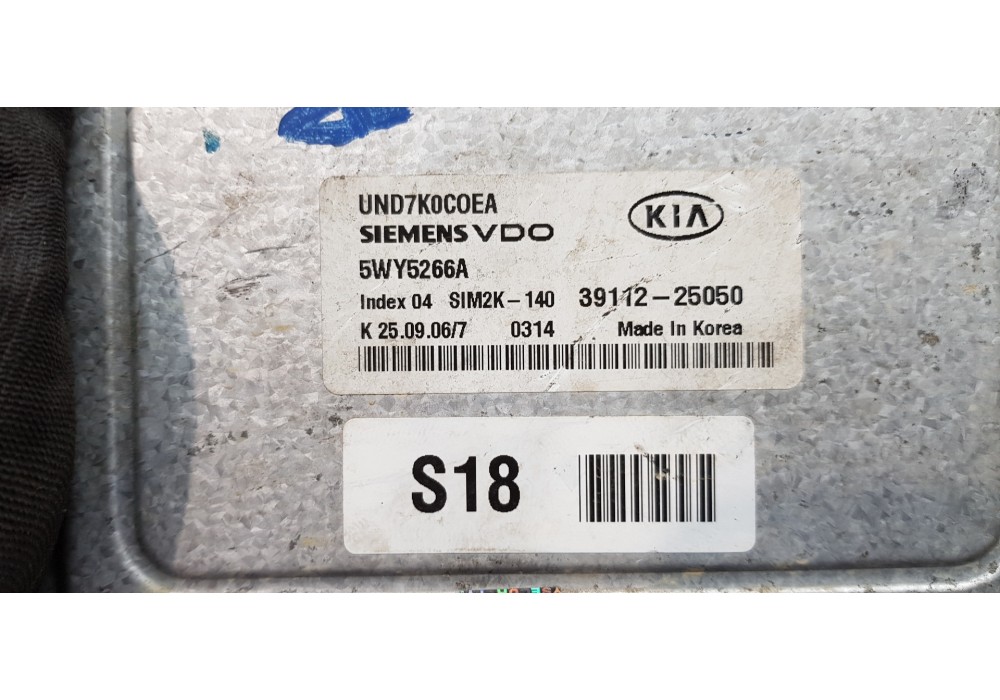 UND7K0C0EA
SIEMENS VDO
KIA
5WY5266A
Index 04 SIM2K-140 39112-25050
K 25.09.06/7 0314 Made In Korea
S18